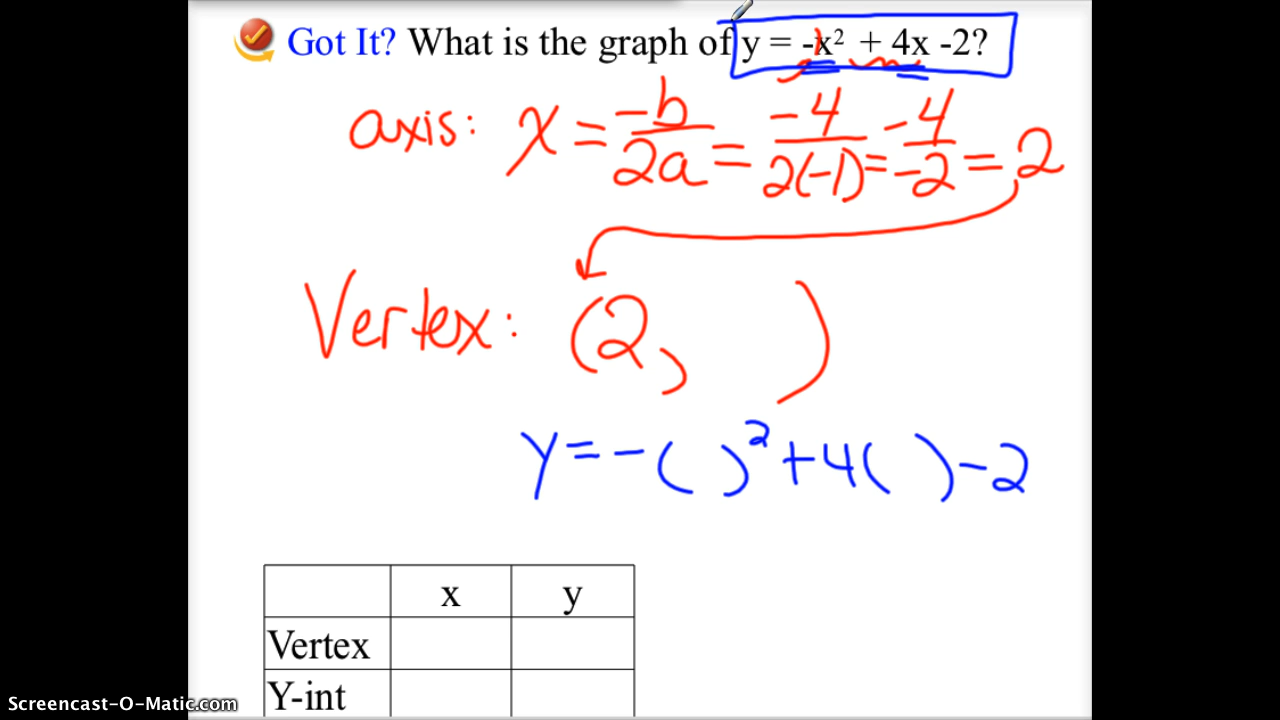 Got It? What is the graph of y = -x² + 4x -2?
1
axis: x = -b/2a = -4/2(-1) = -4/-2 = 2
Vertex: (2, )
y = -( )² + 4( ) - 2
x y
Vertex
Y-int
Screencast-O-Matic.com